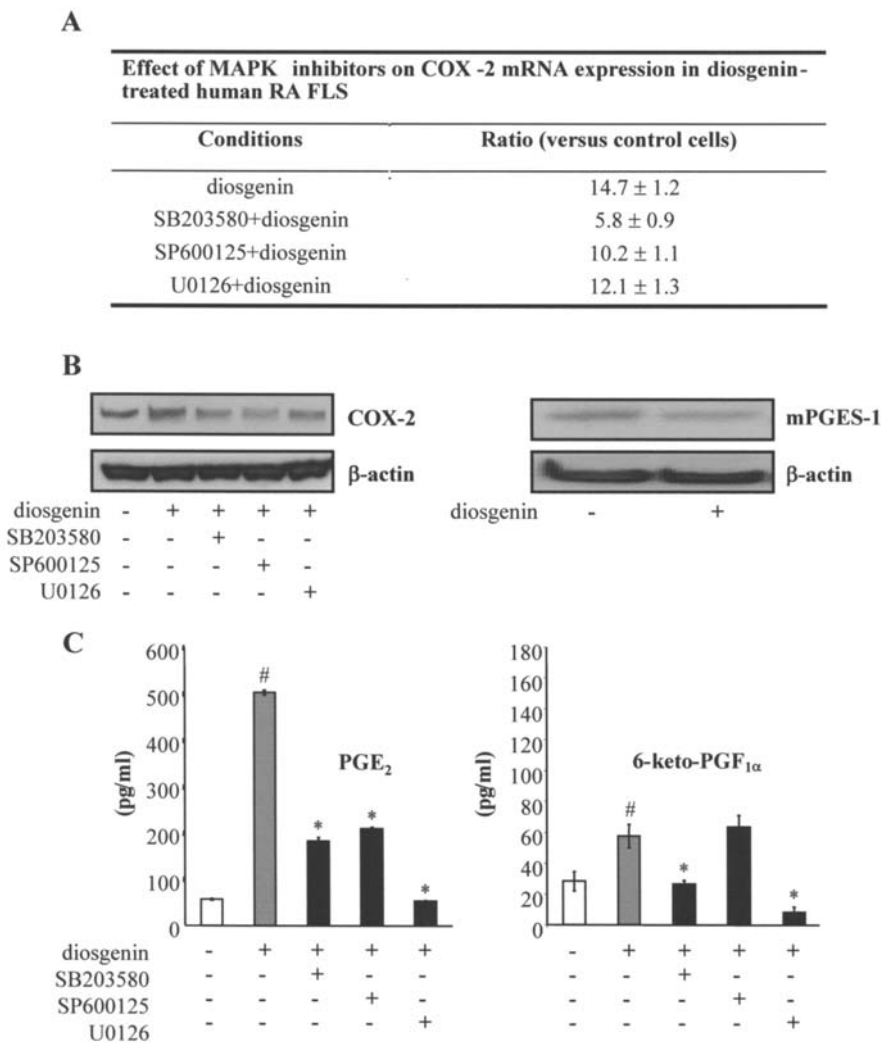 A
Effect of MAPK inhibitors on COX -2 mRNA expression in diosgenin-
treated human RA FLS
Conditions Ratio (versus control cells)
diosgenin 14.7 ± 1.2
SB203580+diosgenin 5.8 ± 0.9
SP600125+diosgenin 10.2 ± 1.1
U0126+diosgenin 12.1 ± 1.3
B
COX-2
β-actin
diosgenin - + + + +
SB203580 - - + - -
SP600125 - - - + -
U0126 - - - - +
mPGES-1
β-actin
diosgenin - +
C
(pg/ml)
600
500
400
300
200
100
0
PGE₂
# * * *
diosgenin - + + + +
SB203580 - - + - -
SP600125 - - - + -
U0126 - - - - +
(pg/ml)
180
160
140
120
100
80
60
40
20
0
6-keto-PGF₁α
# * *
- + + + +
- - + - -
- - - + -
- - - - +